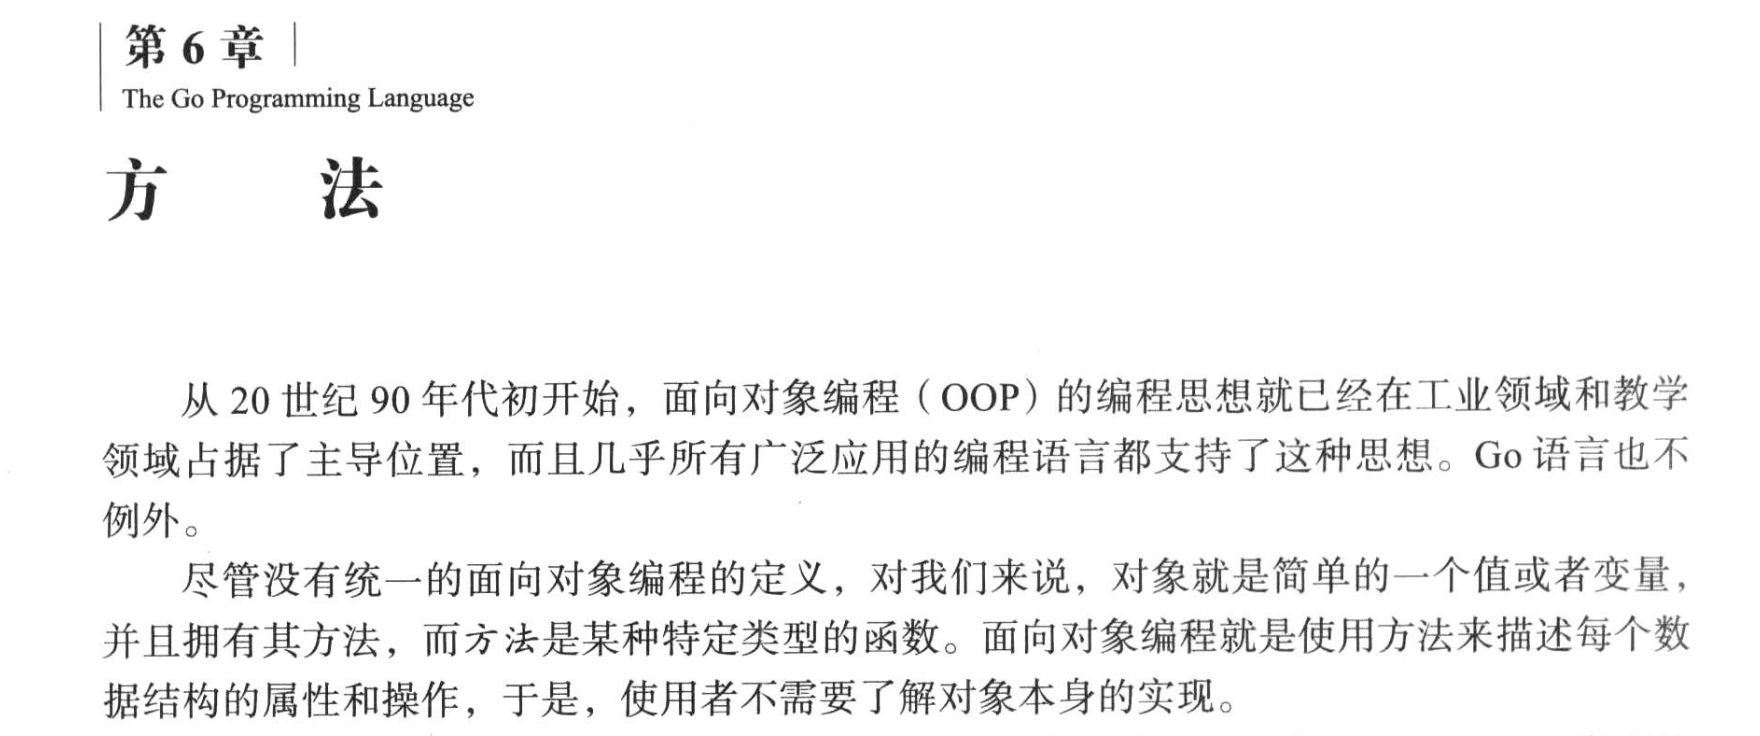 第 6 章
The Go Programming Language
方 法
从 20 世纪 90 年代初开始，面向对象编程（OOP）的编程思想就已经在工业领域和教学
领域占据了主导位置，而且几乎所有广泛应用的编程语言都支持了这种思想。Go 语言也不
例外。
尽管没有统一的面向对象编程的定义，对我们来说，对象就是简单的一个值或者变量，
并且拥有其方法，而方法是某种特定类型的函数。面向对象编程就是使用方法来描述每个数
据结构的属性和操作，于是，使用者不需要了解对象本身的实现。